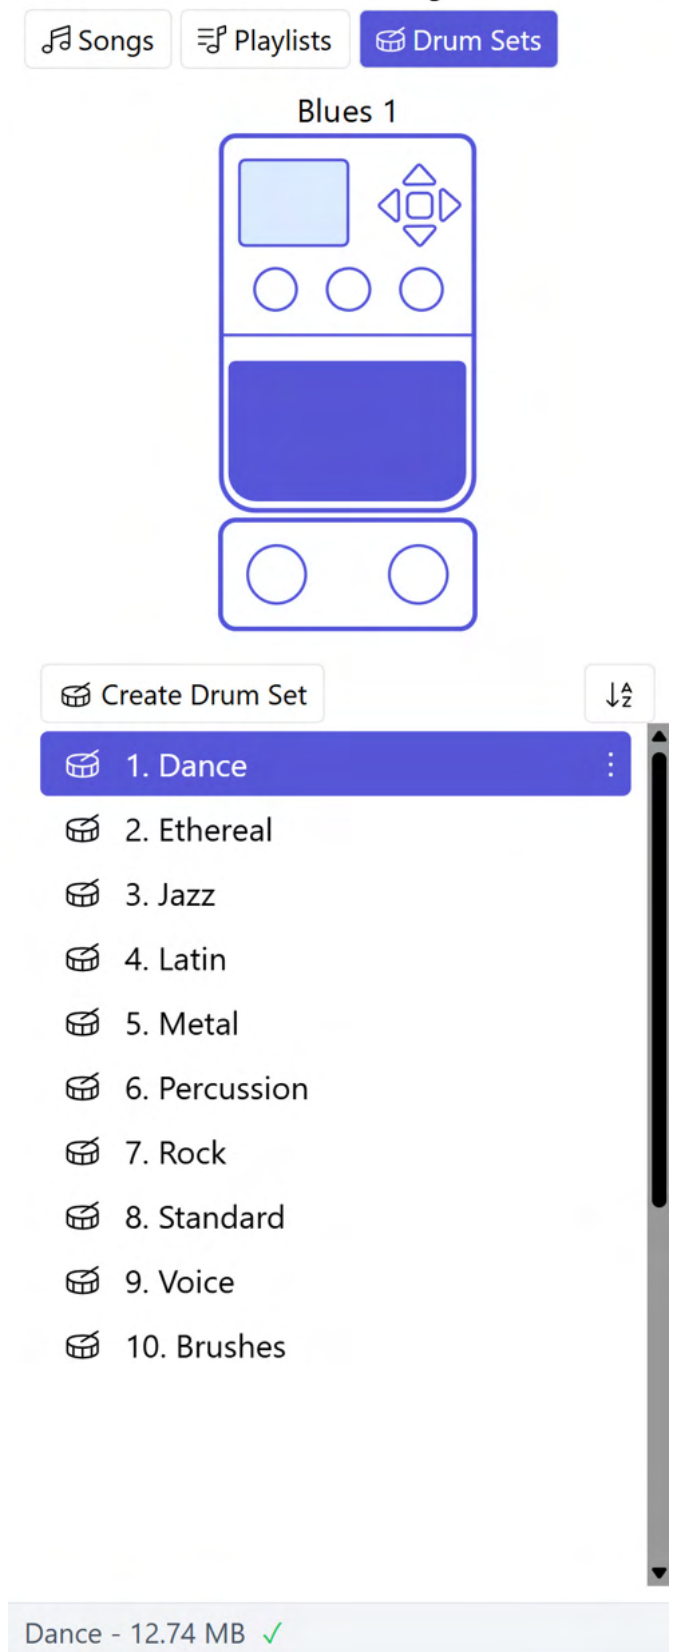 Songs Playlists Drum Sets
Blues 1
Create Drum Set
A
Z
1. Dance
2. Ethereal
3. Jazz
4. Latin
5. Metal
6. Percussion
7. Rock
8. Standard
9. Voice
10. Brushes
Dance - 12.74 MB ✓